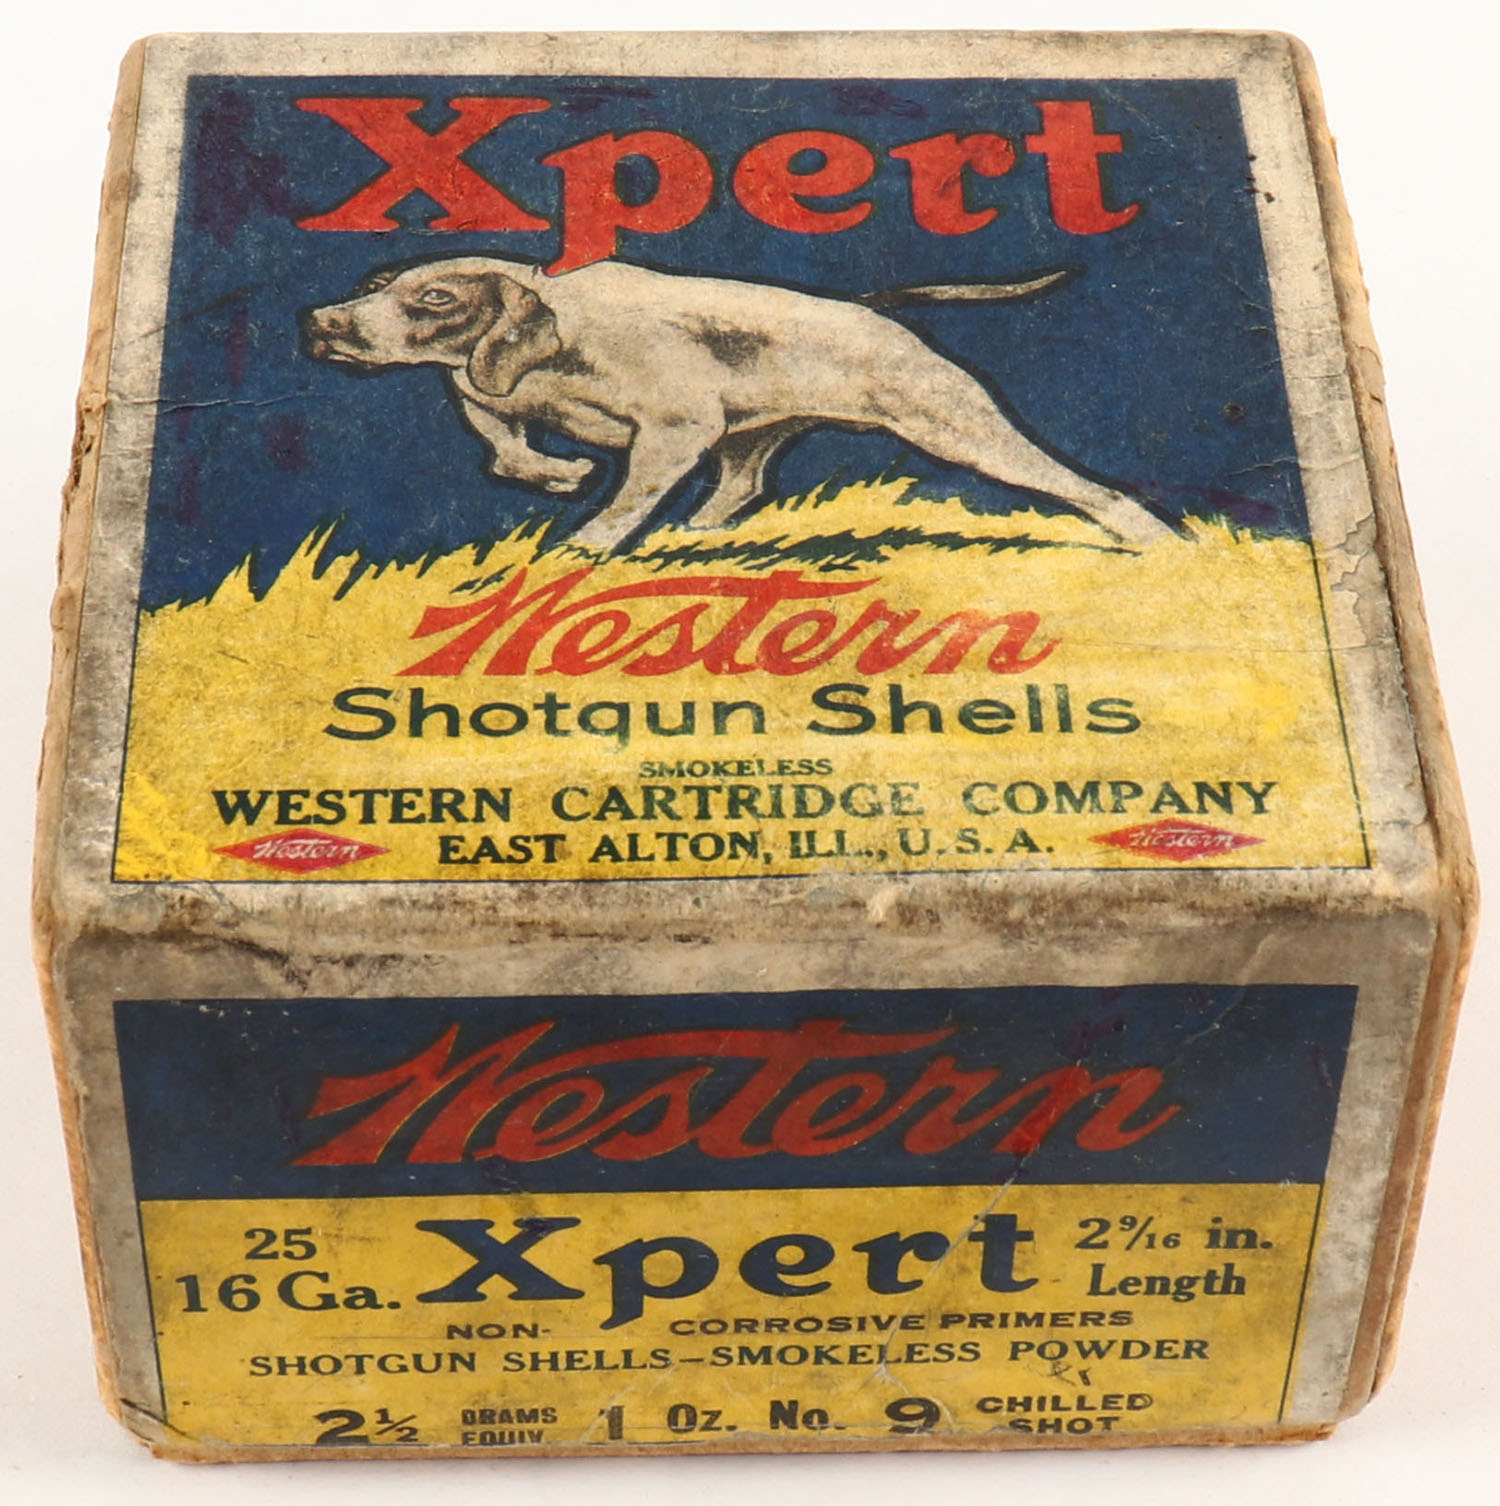 Xpert
Western
Shotgun Shells
SMOKELESS
WESTERN CARTRIDGE COMPANY
Western EAST ALTON, ILL., U.S.A. Western
Western
25
16 Ga. Xpert 2 9/16 in. Length
NON- CORROSIVE PRIMERS
SHOTGUN SHELLS-SMOKELESS POWDER
2 1/2 DRAMS EQUIV 1 Oz. No. 9 CHILLED SHOT